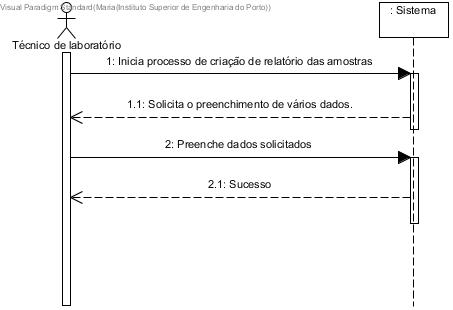 Visual Paradigm Standard(Maria(Instituto Superior de Engenharia do Porto))
: Sistema
Técnico de laboratório
1: Inicia processo de criação de relatório das amostras
1.1: Solicita o preenchimento de vários dados.
2: Preenche dados solicitados
2.1: Sucesso